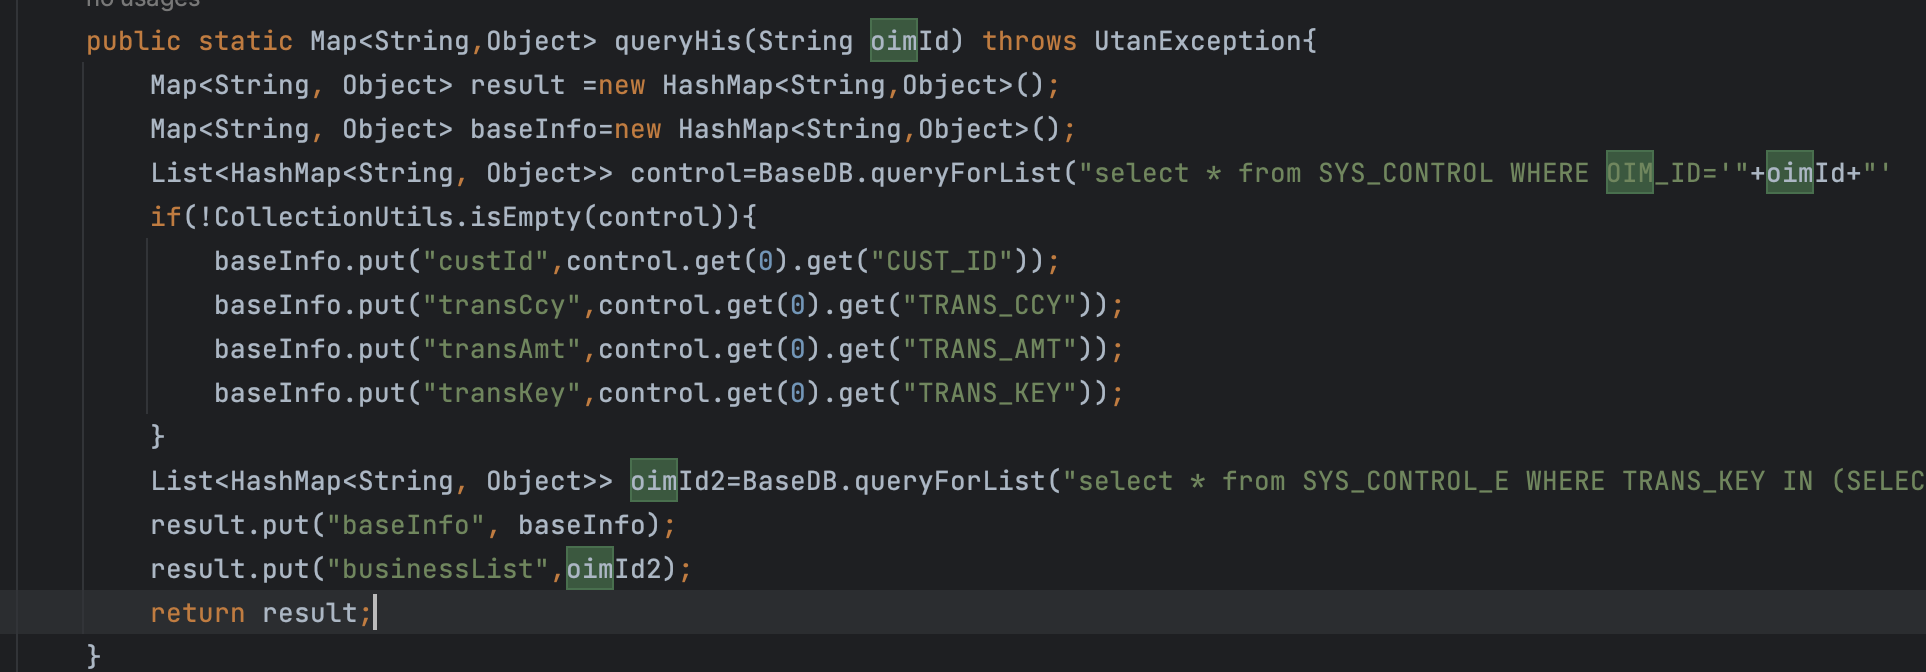 no usages
public static Map<String,Object> queryHis(String oimId) throws UtanException{
Map<String, Object> result =new HashMap<String,Object>();
Map<String, Object> baseInfo=new HashMap<String,Object>();
List<HashMap<String, Object>> control=BaseDB.queryForList("select * from SYS_CONTROL WHERE OIM_ID='"+oimId+"'
if(!CollectionUtils.isEmpty(control)){
baseInfo.put("custId",control.get(0).get("CUST_ID"));
baseInfo.put("transCcy",control.get(0).get("TRANS_CCY"));
baseInfo.put("transAmt",control.get(0).get("TRANS_AMT"));
baseInfo.put("transKey",control.get(0).get("TRANS_KEY"));
}
List<HashMap<String, Object>> oimId2=BaseDB.queryForList("select * from SYS_CONTROL_E WHERE TRANS_KEY IN (SELEC
result.put("baseInfo", baseInfo);
result.put("businessList",oimId2);
return result;
}